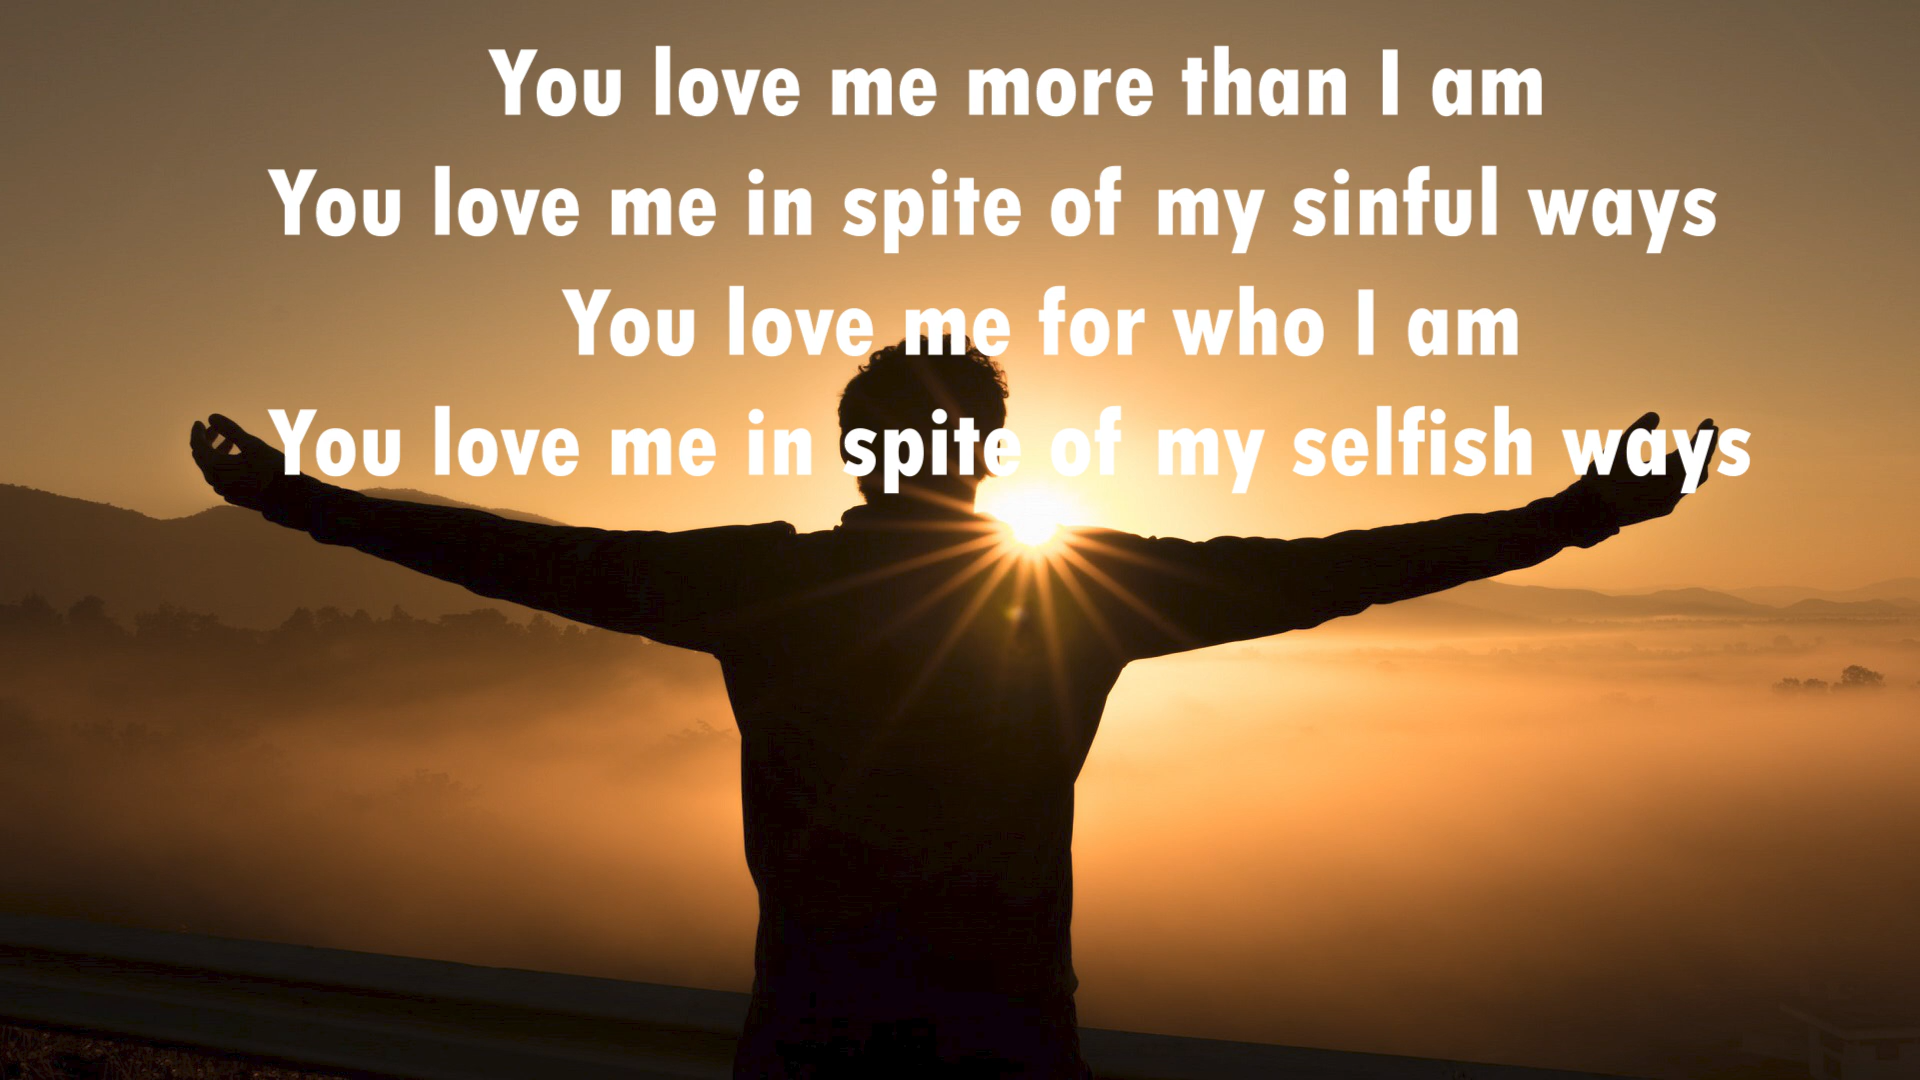 You love me more than I am
You love me in spite of my sinful ways
You love me for who I am
You love me in spite of my selfish ways